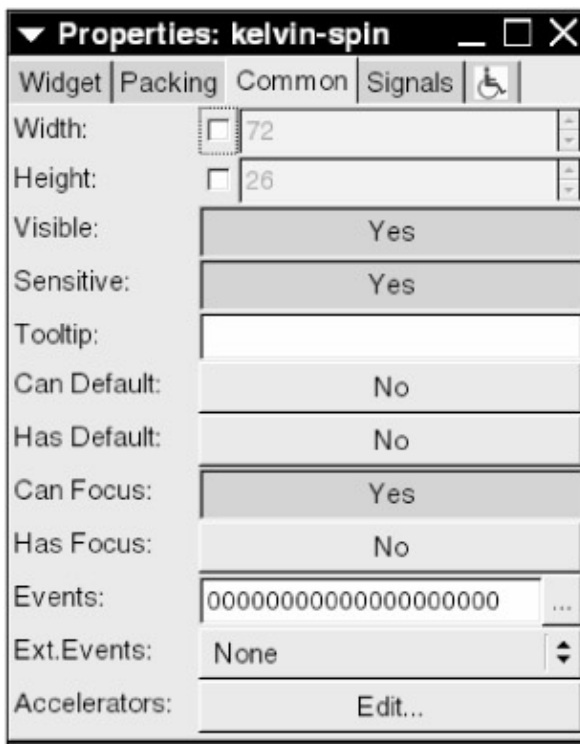 Properties: kelvin-spin
Widget Packing Common Signals
Width: 72
Height: 26
Visible: Yes
Sensitive: Yes
Tooltip:
Can Default: No
Has Default: No
Can Focus: Yes
Has Focus: No
Events: 00000000000000000000 ...
Ext.Events: None
Accelerators: Edit...